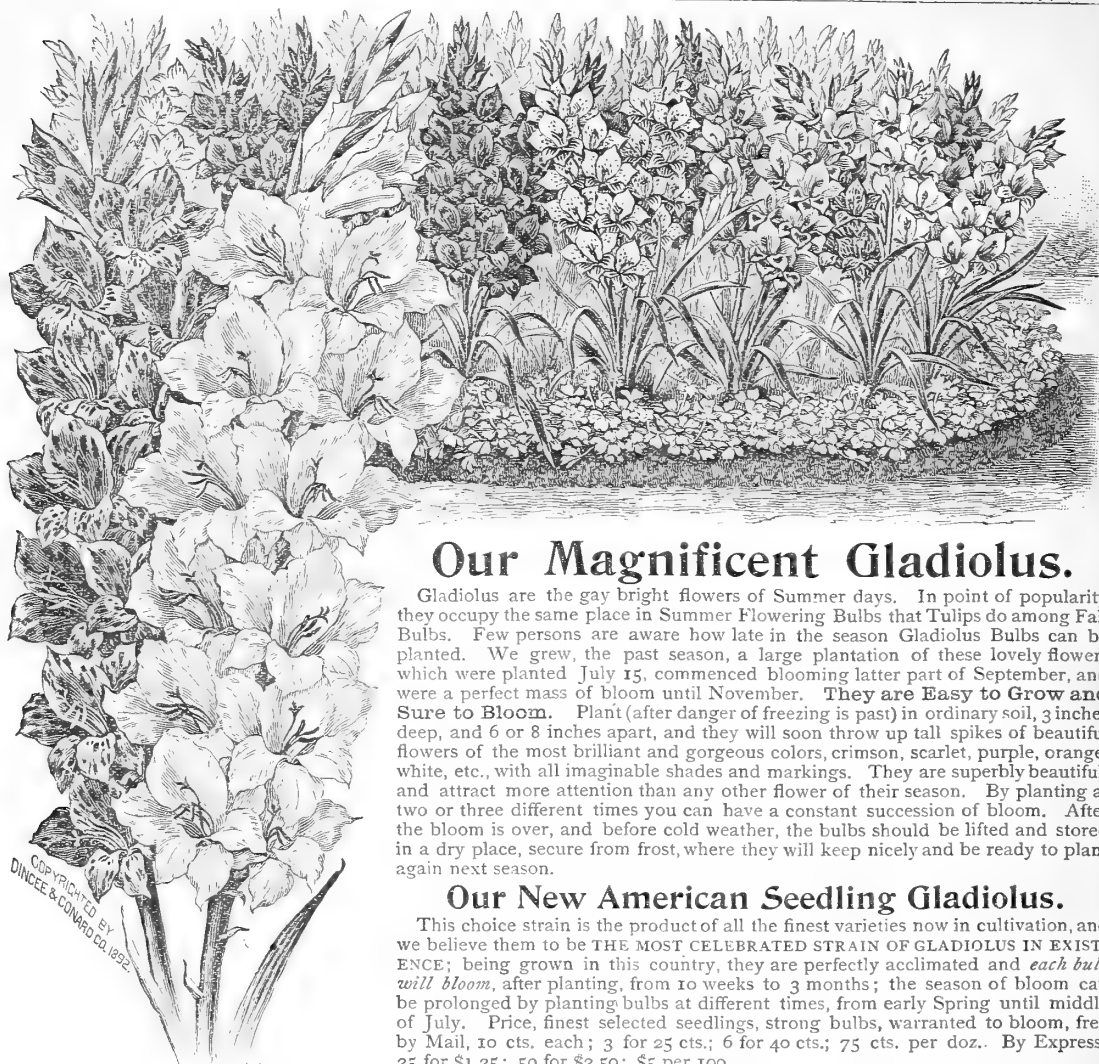 Our Magnificent Gladiolus.
Gladiolus are the gay bright flowers of Summer days. In point of popularit
they occupy the same place in Summer Flowering Bulbs that Tulips do among Fal
Bulbs. Few persons are aware how late in the season Gladiolus Bulbs can b
planted. We grew, the past season, a large plantation of these lovely flower
which were planted July 15, commenced blooming latter part of September, an
were a perfect mass of bloom until November. They are Easy to Grow and
Sure to Bloom. Plant (after danger of freezing is past) in ordinary soil, 3 inche
deep, and 6 or 8 inches apart, and they will soon throw up tall spikes of beautifu
flowers of the most brilliant and gorgeous colors, crimson, scarlet, purple, orange
white, etc., with all imaginable shades and markings. They are superbly beautiful
and attract more attention than any other flower of their season. By planting a
two or three different times you can have a constant succession of bloom. Afte
the bloom is over, and before cold weather, the bulbs should be lifted and store
in a dry place, secure from frost, where they will keep nicely and be ready to plan
again next season.
COPYRIGHTED BY
DINGEE & CONARD CO. 1892.
Our New American Seedling Gladiolus.
This choice strain is the product of all the finest varieties now in cultivation, an
we believe them to be THE MOST CELEBRATED STRAIN OF GLADIOLUS IN EXIST
ENCE; being grown in this country, they are perfectly acclimated and each bul
will bloom, after planting, from 10 weeks to 3 months; the season of bloom ca
be prolonged by planting bulbs at different times, from early Spring until middl
of July. Price, finest selected seedlings, strong bulbs, warranted to bloom, fre
by Mail, 10 cts. each; 3 for 25 cts.; 6 for 40 cts.; 75 cts. per doz.. By Express
25 for $1.25; 50 for $2.50; $5 per 100.